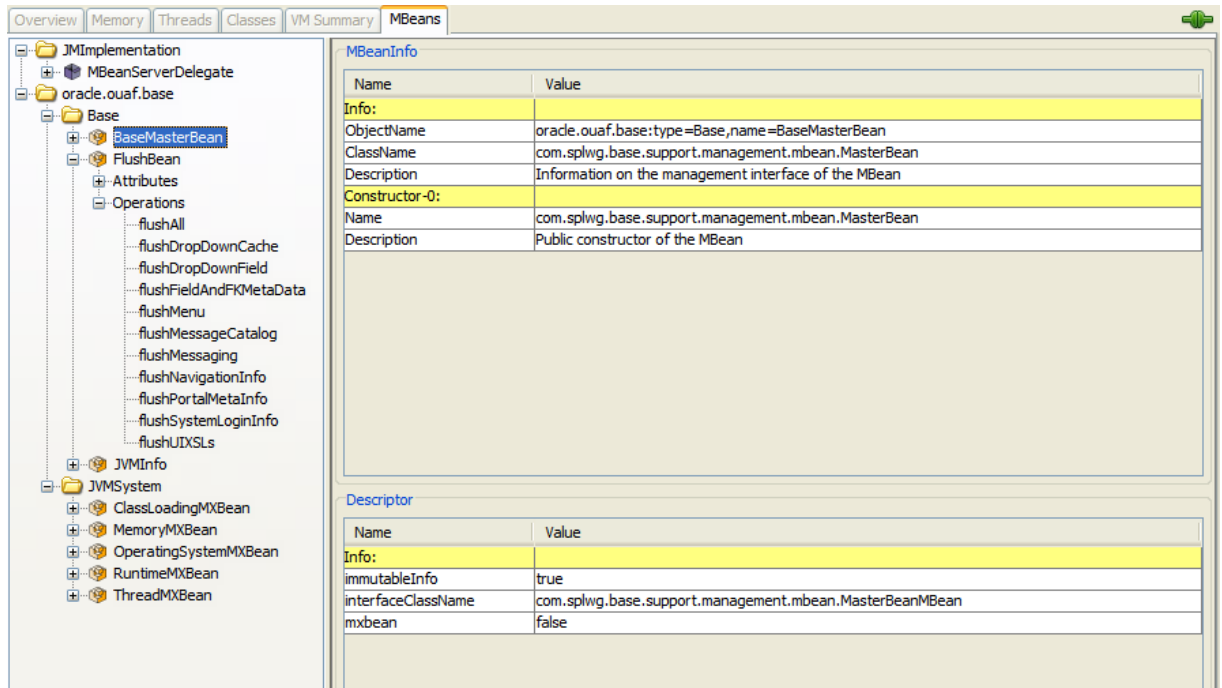 Overview Memory Threads Classes VM Summary MBeans
JMImplementation
MBeanServerDelegate
oracle.ouaf.base
Base
BaseMasterBean
FlushBean
Attributes
Operations
flushAll
flushDropDownCache
flushDropDownField
flushFieldAndFKMetaData
flushMenu
flushMessageCatalog
flushMessaging
flushNavigationInfo
flushPortalMetaInfo
flushSystemLoginInfo
flushUIXSLs
JVMInfo
JVMSystem
ClassLoadingMXBean
MemoryMXBean
OperatingSystemMXBean
RuntimeMXBean
ThreadMXBean
MBeanInfo
Name Value
Info:
ObjectName oracle.ouaf.base:type=Base,name=BaseMasterBean
ClassName com.splwg.base.support.management.mbean.MasterBean
Description Information on the management interface of the MBean
Constructor-0:
Name com.splwg.base.support.management.mbean.MasterBean
Description Public constructor of the MBean
Descriptor
Name Value
Info:
immutableInfo true
interfaceClassName com.splwg.base.support.management.mbean.MasterBeanMBean
mxbean false